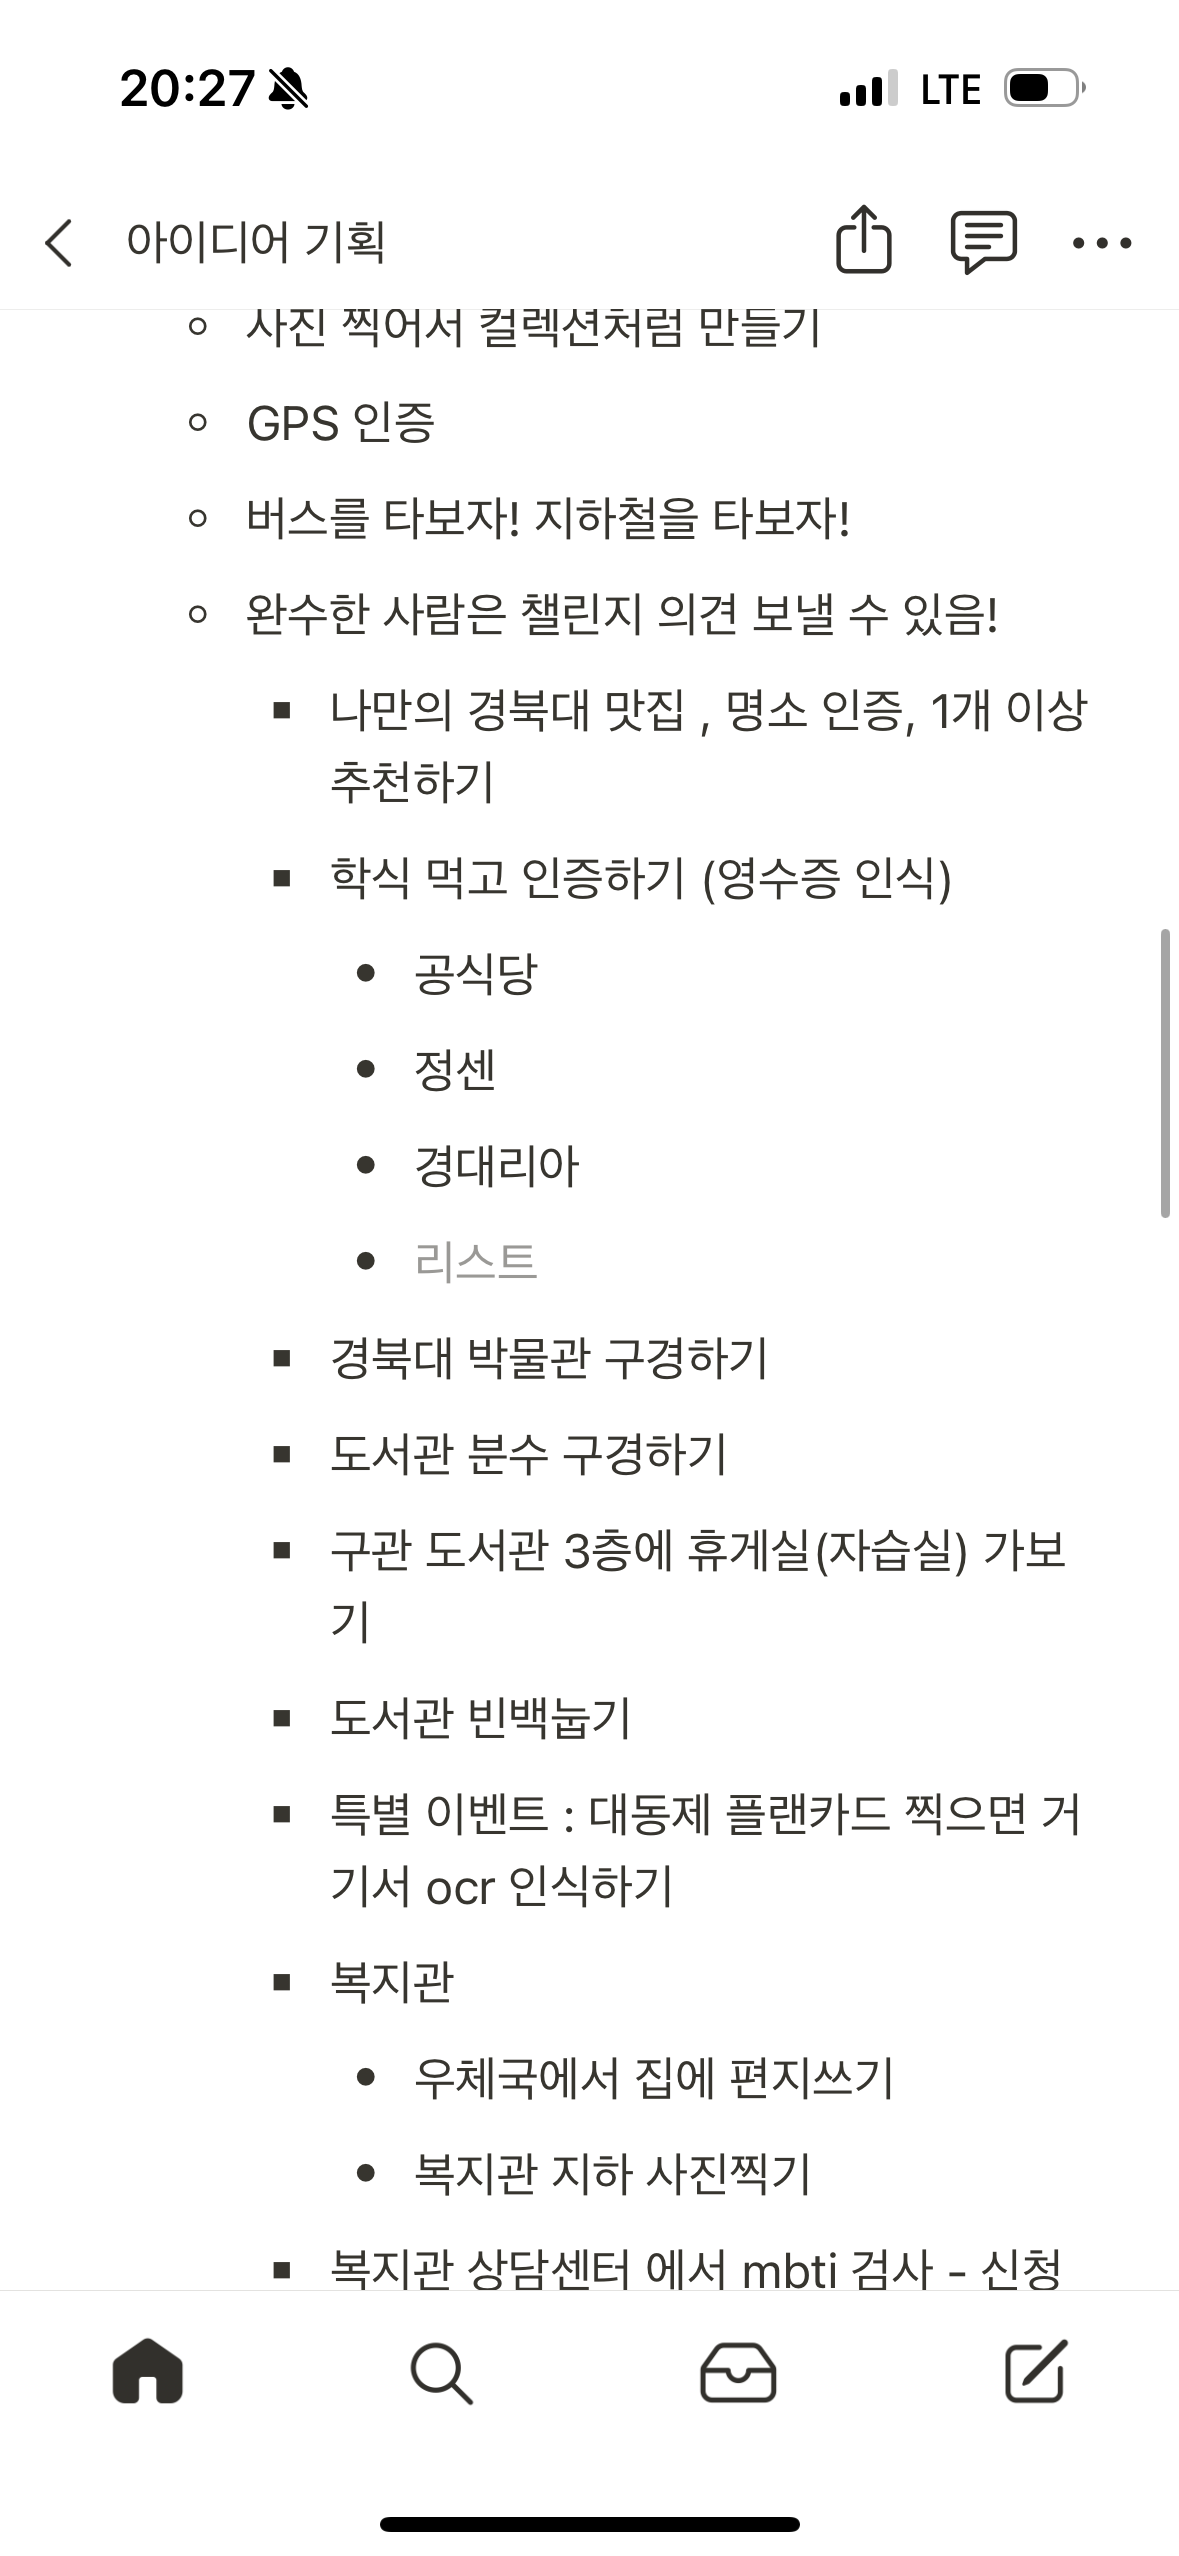 20:27
LTE
아이디어 기획
사진 찍어서 컬렉션처럼 만들기
GPS 인증
버스를 타보자! 지하철을 타보자!
완수한 사람은 챌린지 의견 보낼 수 있음!
나만의 경북대 맛집 , 명소 인증, 1개 이상
추천하기
학식 먹고 인증하기 (영수증 인식)
공식당
정센
경대리아
리스트
경북대 박물관 구경하기
도서관 분수 구경하기
구관 도서관 3층에 휴게실(자습실) 가보
기
도서관 빈백눕기
특별 이벤트 : 대동제 플랜카드 찍으면 거
기서 ocr 인식하기
복지관
우체국에서 집에 편지쓰기
복지관 지하 사진찍기
복지관 상담센터 에서 mbti 검사 - 신청